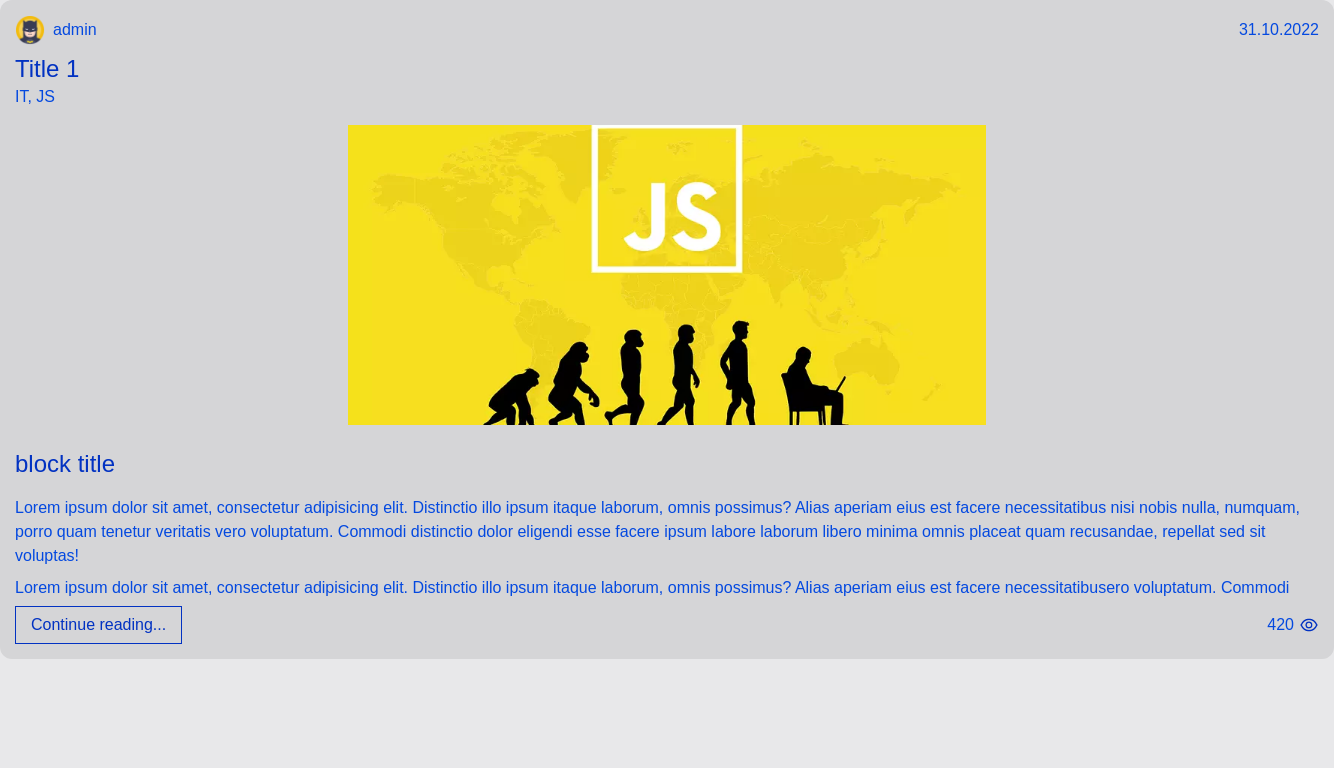 admin
31.10.2022
Title 1
IT, JS
JS
block title
Lorem ipsum dolor sit amet, consectetur adipisicing elit. Distinctio illo ipsum itaque laborum, omnis possimus? Alias aperiam eius est facere necessitatibus nisi nobis nulla, numquam,
porro quam tenetur veritatis vero voluptatum. Commodi distinctio dolor eligendi esse facere ipsum labore laborum libero minima omnis placeat quam recusandae, repellat sed sit
voluptas!
Lorem ipsum dolor sit amet, consectetur adipisicing elit. Distinctio illo ipsum itaque laborum, omnis possimus? Alias aperiam eius est facere necessitatibusero voluptatum. Commodi
Continue reading...
420